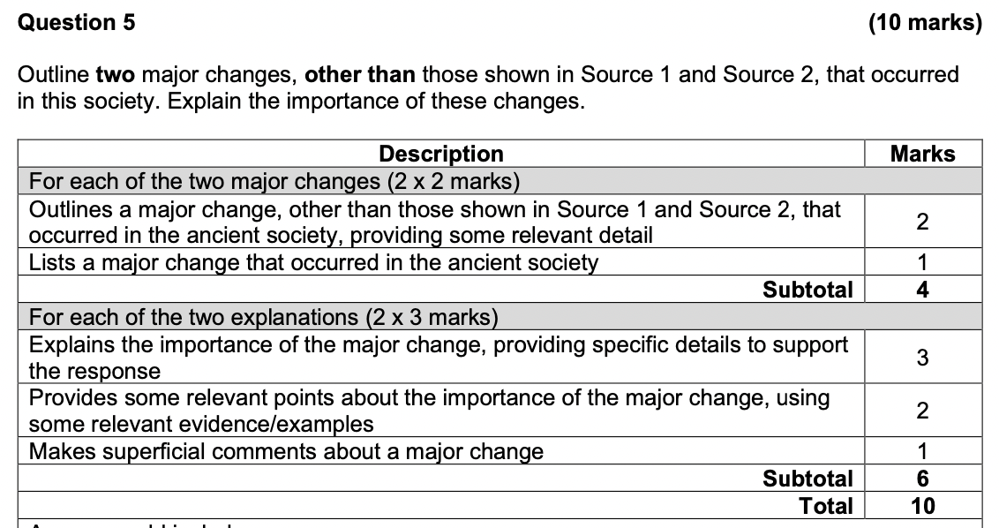 Question 5 (10 marks)
Outline two major changes, other than those shown in Source 1 and Source 2, that occurred
in this society. Explain the importance of these changes.
Description Marks
For each of the two major changes (2 x 2 marks)
Outlines a major change, other than those shown in Source 1 and Source 2, that
occurred in the ancient society, providing some relevant detail
2
Lists a major change that occurred in the ancient society 1
Subtotal 4
For each of the two explanations (2 x 3 marks)
Explains the importance of the major change, providing specific details to support
the response
3
Provides some relevant points about the importance of the major change, using
some relevant evidence/examples
2
Makes superficial comments about a major change 1
Subtotal 6
Total 10